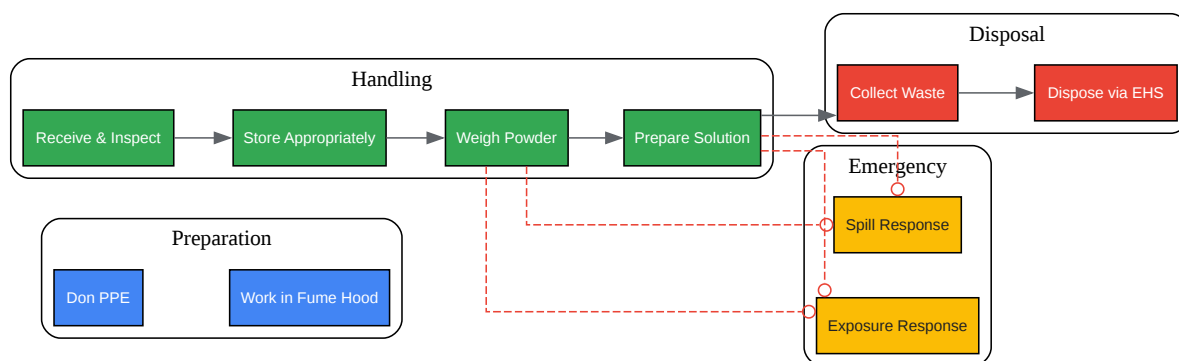 Disposal
Collect Waste
Dispose via EHS
Handling
Receive & Inspect
Store Appropriately
Weigh Powder
Prepare Solution
Emergency
Spill Response
Exposure Response
Preparation
Don PPE
Work in Fume Hood